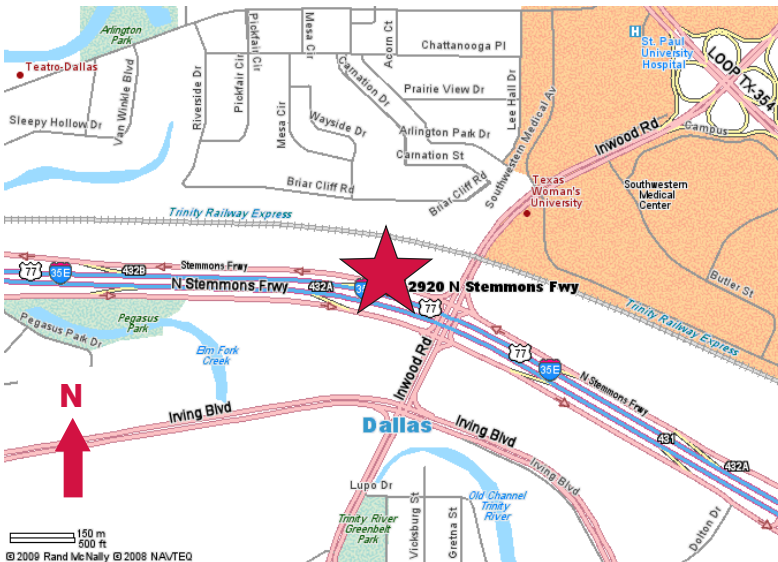 Arlington
Park
Teatro-Dallas
Van Winkle Blvd
Sleepy Hollow Dr
Riverside Dr
Pickfair Cir
Pickfair Cir
Mesa Cir
Mesa Cir
Acorn Ct
Chattanooga Pl
Carnation Dr
Prairie View Dr
Wayside Dr
Arlington Park Dr
Carnation St
Lee Hall Dr
Briar Cliff Rd
Briar Cliff Rd
Southwestern Medical Av
H
St. Paul
University
Hospital
LOOP TX-354
Inwood Rd.
Campus
Texas
Woman's
University
Southwestern
Medical
Center
Butler St
Trinity Railway Express
Trinity Railway Express
77
35E
432B
Stemmons Frwy
N Stemmons Frwy
432A
2920 N Stemmons Fwy
77
77
35E
N Stemmons Frwy
431
432A
Pegasus
Park
Pegasus Park Dr
Elm Fork
Creek
Inwood Rd
Irving Blvd
Dallas
Irving Blvd
Irving Blvd
N
Lupo Dr
Trinity River
Greenbelt
Park
Vicksburg St
Gretna St
Old Channel
Trinity
River
Dolton Dr
150 m
500 ft
© 2009 Rand McNally © 2008 NAVTEQ